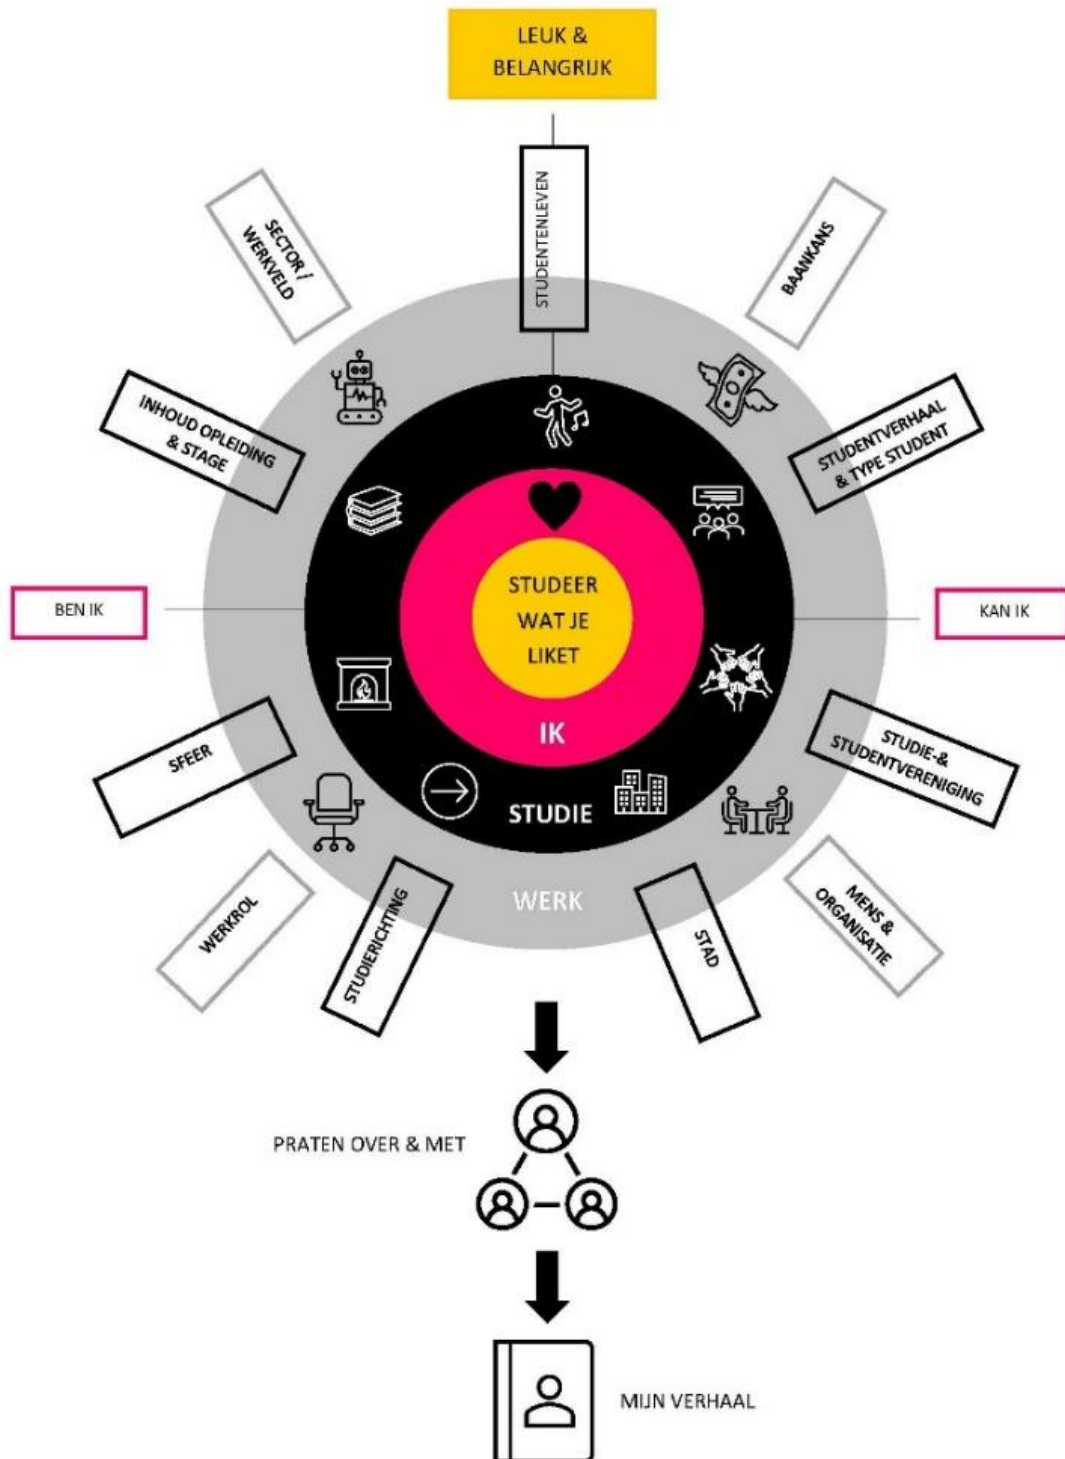 LEUK &
BELANGRIJK
STUDENTENLEVEN
SECTOR /
WERKVELD
BAANKANS
INHOUD OPLEIDING
& STAGE
STUDENTVERHAAL
& TYPE STUDENT
STUDEER
WAT JE
LIKET
BEN IK
KAN IK
IK
SFEER
STUDIE-&
STUDENTVERENIGING
STUDIE
WERK
WERKROL
STUDIERICHTING
STAD
MENS &
ORGANISATIE
PRATEN OVER & MET
MIJN VERHAAL